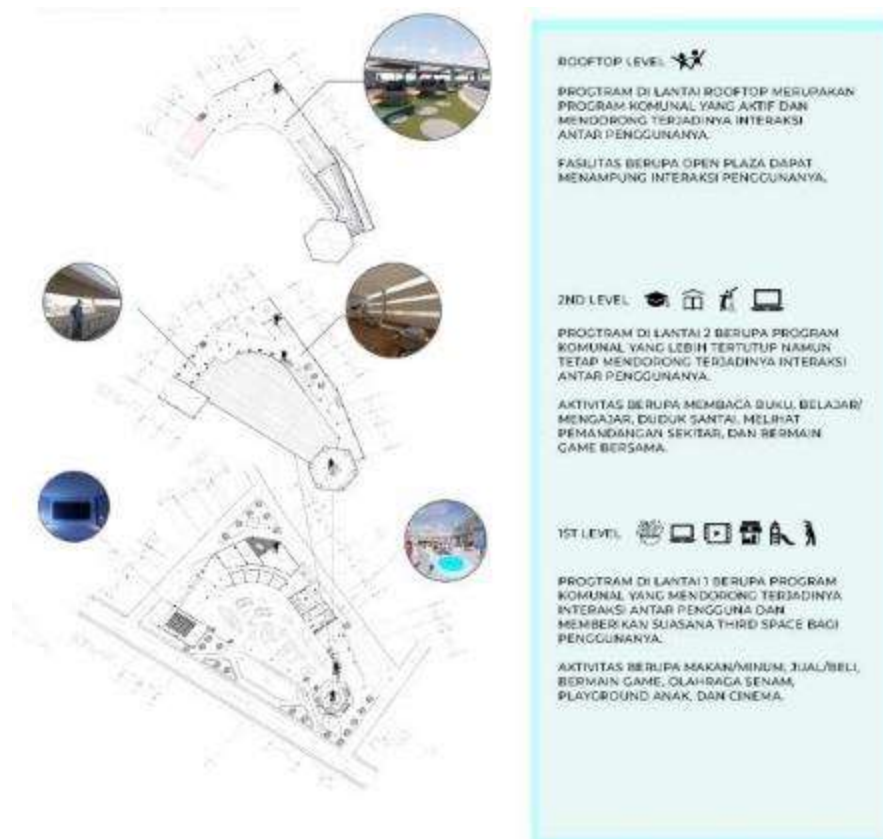 ROOFTOP LEVEL
PROGTRAM DI LANTAI ROOFTOP MERUPAKAN
PROGRAM KOMUNAL YANG AKTIF DAN
MENDORONG TERJADINYA INTERAKSI
ANTAR PENGGUNANYA.
FASILITAS BERUPA OPEN PLAZA DAPAT
MENAMPUNG INTERAKSI PENGGUNANYA.
2ND LEVEL
PROGTRAM DI LANTAI 2 BERUPA PROGRAM
KOMUNAL YANG LEBIH TERTUTUP NAMUN
TETAP MENDORONG TERJADINYA INTERAKSI
ANTAR PENGGUNANYA.
AKTIVITAS BERUPA MEMBACA BUKU, BELAJAR/
MENGAJAR, DUDUK SANTAI, MELIHAT
PEMANDANGAN SEKITAR, DAN BERMAIN
GAME BERSAMA.
1ST LEVEL
PROGTRAM DI LANTAI 1 BERUPA PROGRAM
KOMUNAL YANG MENDORONG TERJADINYA
INTERAKSI ANTAR PENGGUNA DAN
MEMBERIKAN SUASANA THIRD SPACE BAGI
PENGGUNANYA.
AKTIVITAS BERUPA MAKAN/MINUM, JUAL/BELI,
BERMAIN GAME, OLAHRAGA SENAM,
PLAYGROUND ANAK, DAN CINEMA.